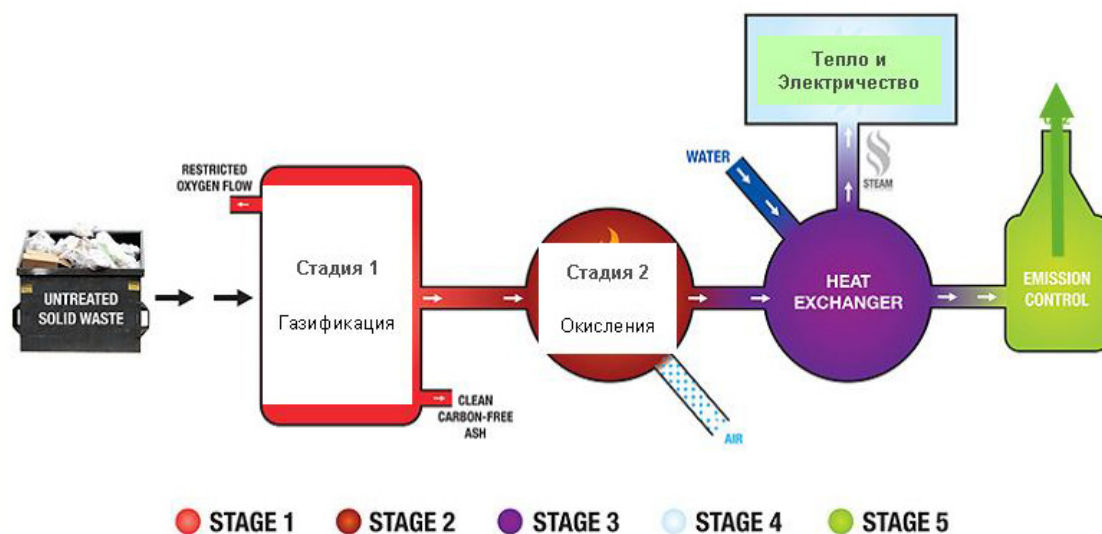 Тепло и
Электричество
RESTRICTED
OXYGEN FLOW
WATER
STEAM
UNTREATED
SOLID WASTE
Стадия 1
Газификация
Стадия 2
Окисления
HEAT
EXCHANGER
EMISSION
CONTROL
CLEAN
CARBON-FREE
ASH
AIR
STAGE 1
STAGE 2
STAGE 3
STAGE 4
STAGE 5